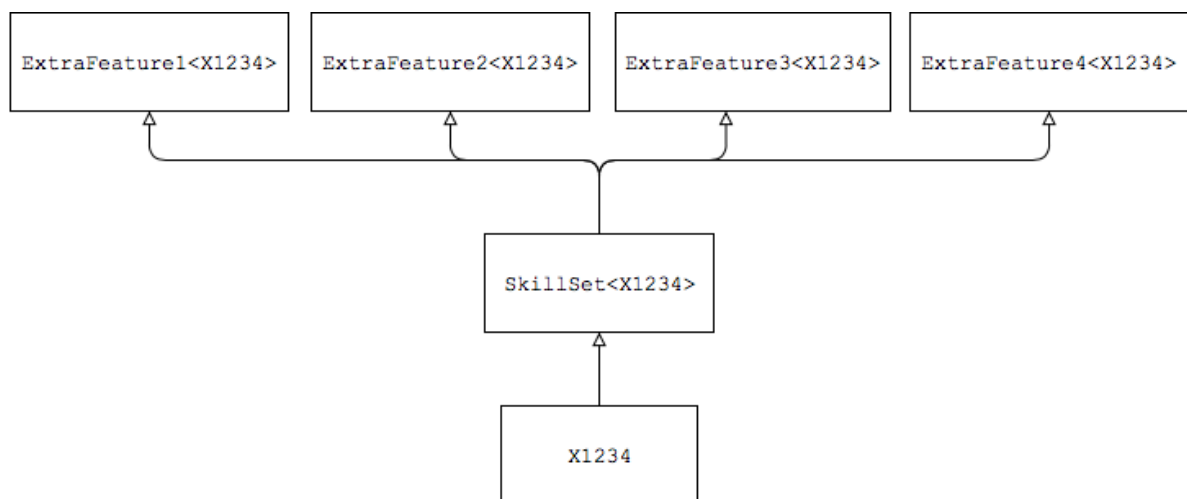 ExtraFeature1<X1234>
ExtraFeature2<X1234>
ExtraFeature3<X1234>
ExtraFeature4<X1234>
SkillSet<X1234>
X1234